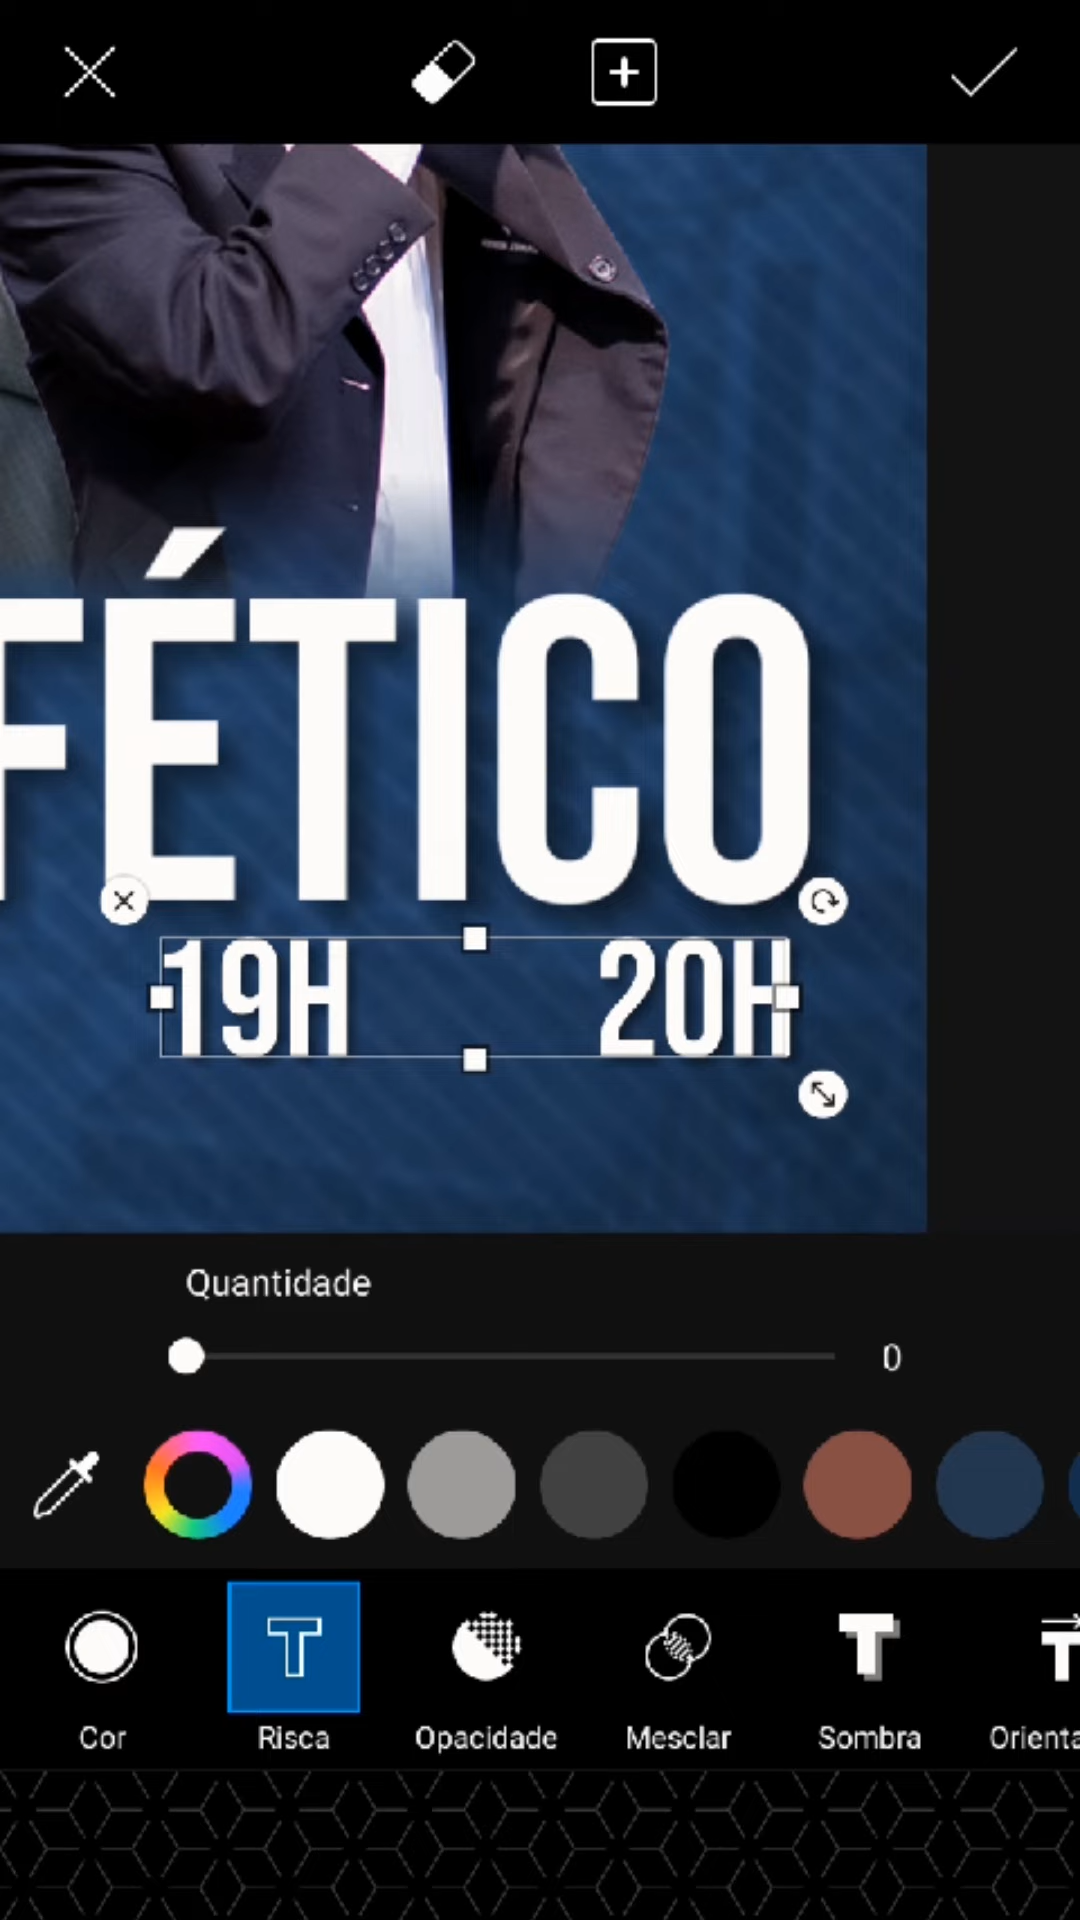 FÉTICO
19H 20H
Quantidade
0
Cor Risca Opacidade Mesclar Sombra Orienta